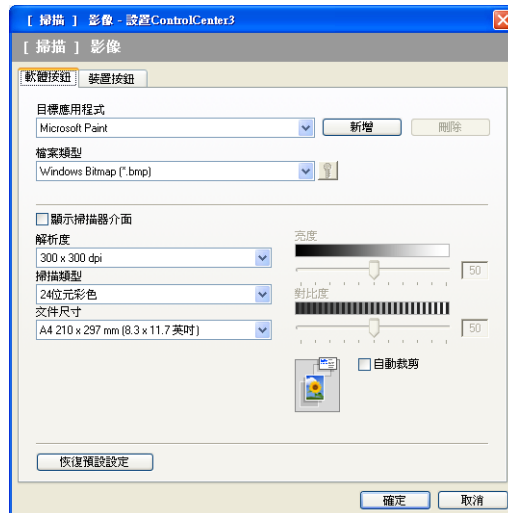 [ 掃描 ] 影像 - 設置ControlCenter3
[ 掃描 ] 影像
軟體按鈕 裝置按鈕
目標應用程式
Microsoft Paint 新增 刪除
檔案類型
Windows Bitmap (*.bmp)
顯示掃描器介面
解析度 亮度
300 x 300 dpi 50
掃描類型 對比度
24位元彩色
文件尺寸 50
A4 210 x 297 mm (8.3 x 11.7 英吋)
自動裁剪
恢復預設設定
確定 取消